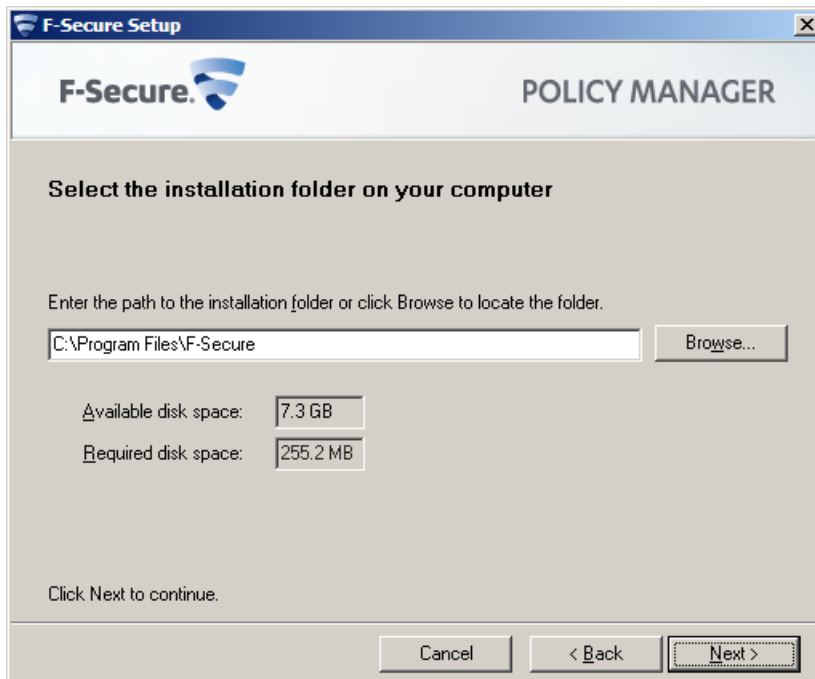 F-Secure Setup
F-Secure.
POLICY MANAGER
Select the installation folder on your computer
Enter the path to the installation folder or click Browse to locate the folder.
C:\Program Files\F-Secure
Browse...
Available disk space: 7.3 GB
Required disk space: 255.2 MB
Click Next to continue.
Cancel < Back Next >